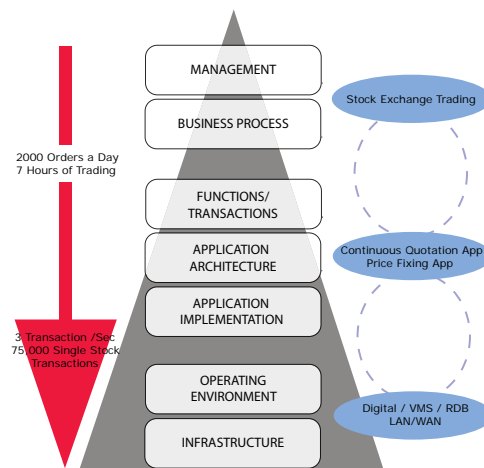 MANAGEMENT
Stock Exchange Trading
BUSINESS PROCESS
2000 Orders a Day
7 Hours of Trading
FUNCTIONS/
TRANSACTIONS
APPLICATION
ARCHITECTURE
Continuous Quotation App
Price Fixing App
APPLICATION
IMPLEMENTATION
3 Transaction /Sec
75,000 Single Stock
Transactions
OPERATING
ENVIRONMENT
Digital / VMS / RDB
LAN/WAN
INFRASTRUCTURE